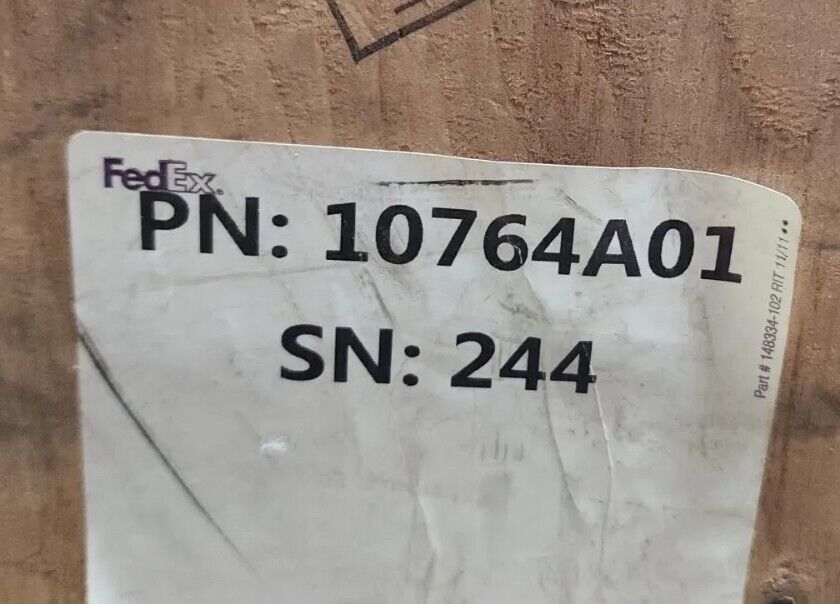 FedEx.
PN: 10764A01
SN: 244
Part # 148334-102 RIT 11/11 **